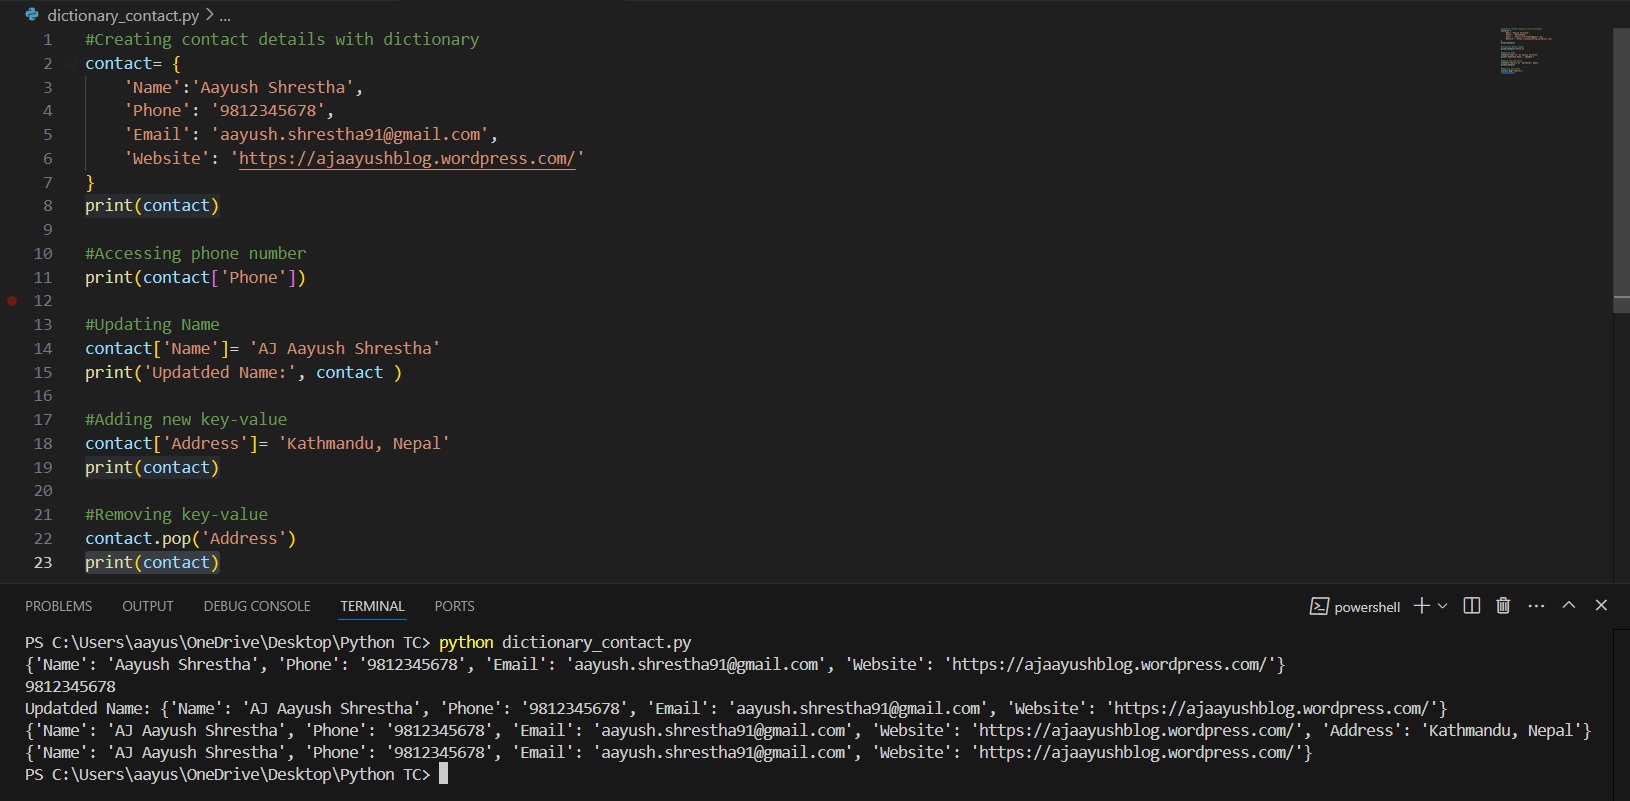 dictionary_contact.py > ...
1 #Creating contact details with dictionary
2 contact= {
3     'Name':'Aayush Shrestha',
4     'Phone': '9812345678',
5     'Email': 'aayush.shrestha91@gmail.com',
6     'Website': 'https://ajaayushblog.wordpress.com/'
7 }
8 print(contact)
9
10 #Accessing phone number
11 print(contact['Phone'])
12
13 #Updating Name
14 contact['Name']= 'AJ Aayush Shrestha'
15 print('Updatded Name:', contact )
16
17 #Adding new key-value
18 contact['Address']= 'Kathmandu, Nepal'
19 print(contact)
20
21 #Removing key-value
22 contact.pop('Address')
23 print(contact)
PROBLEMS OUTPUT DEBUG CONSOLE TERMINAL PORTS powershell
PS C:\Users\aayus\OneDrive\Desktop\Python TC> python dictionary_contact.py
{'Name': 'Aayush Shrestha', 'Phone': '9812345678', 'Email': 'aayush.shrestha91@gmail.com', 'Website': 'https://ajaayushblog.wordpress.com/'}
9812345678
Updatded Name: {'Name': 'AJ Aayush Shrestha', 'Phone': '9812345678', 'Email': 'aayush.shrestha91@gmail.com', 'Website': 'https://ajaayushblog.wordpress.com/'}
{'Name': 'AJ Aayush Shrestha', 'Phone': '9812345678', 'Email': 'aayush.shrestha91@gmail.com', 'Website': 'https://ajaayushblog.wordpress.com/', 'Address': 'Kathmandu, Nepal'}
{'Name': 'AJ Aayush Shrestha', 'Phone': '9812345678', 'Email': 'aayush.shrestha91@gmail.com', 'Website': 'https://ajaayushblog.wordpress.com/'}
PS C:\Users\aayus\OneDrive\Desktop\Python TC>